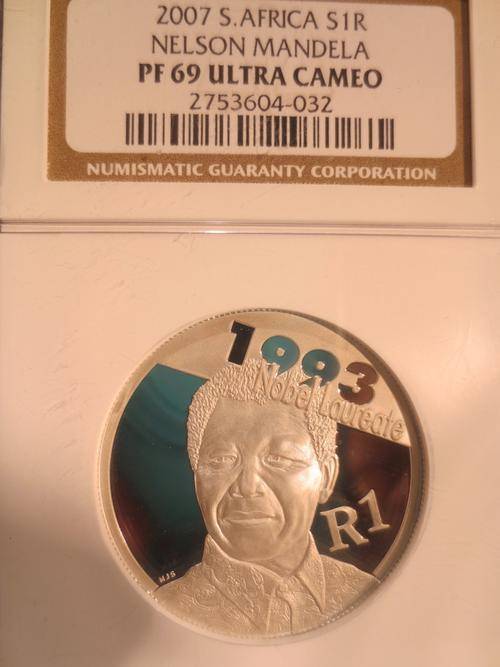 2007 S.AFRICA S1R
NELSON MANDELA
PF 69 ULTRA CAMEO
2753604-032
NUMISMATIC GUARANTY CORPORATION
1993
Nobel Laureate
R1
MJS